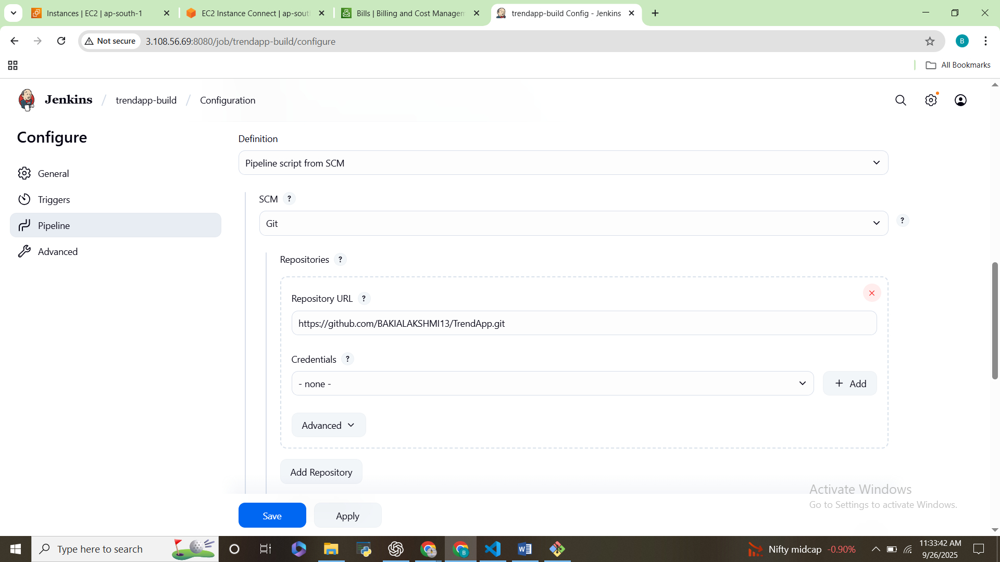 Instances | EC2 | ap-south-1
EC2 Instance Connect | ap-sout
Bills | Billing and Cost Managem
trendapp-build Config - Jenkins
Not secure
3.108.56.69:8080/job/trendapp-build/configure
B
All Bookmarks
Jenkins / trendapp-build / Configuration
Configure
General
Triggers
Pipeline
Advanced
Definition
Pipeline script from SCM
SCM ?
Git
?
Repositories ?
Repository URL ?
https://github.com/BAKIALAKSHMI13/TrendApp.git
Credentials ?
- none -
+ Add
Advanced
Add Repository
Save
Apply
Activate Windows
Go to Settings to activate Windows.
Type here to search
Nifty midcap -0.90%
11:33:42 AM
9/26/2025